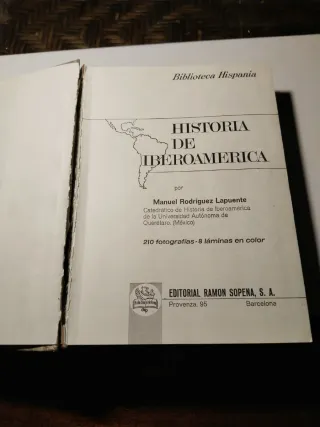 Biblioteca Hispania
HISTORIA
DE
IBEROAMERICA
por
Manuel Rodríguez Lapuente
Catedrático de Historia de Iberoamérica
de la Universidad Autónoma de
Querétaro. (México)
210 fotografías - 8 láminas en color
EDITORIAL RAMON SOPENA, S. A.
Provenza, 95 Barcelona